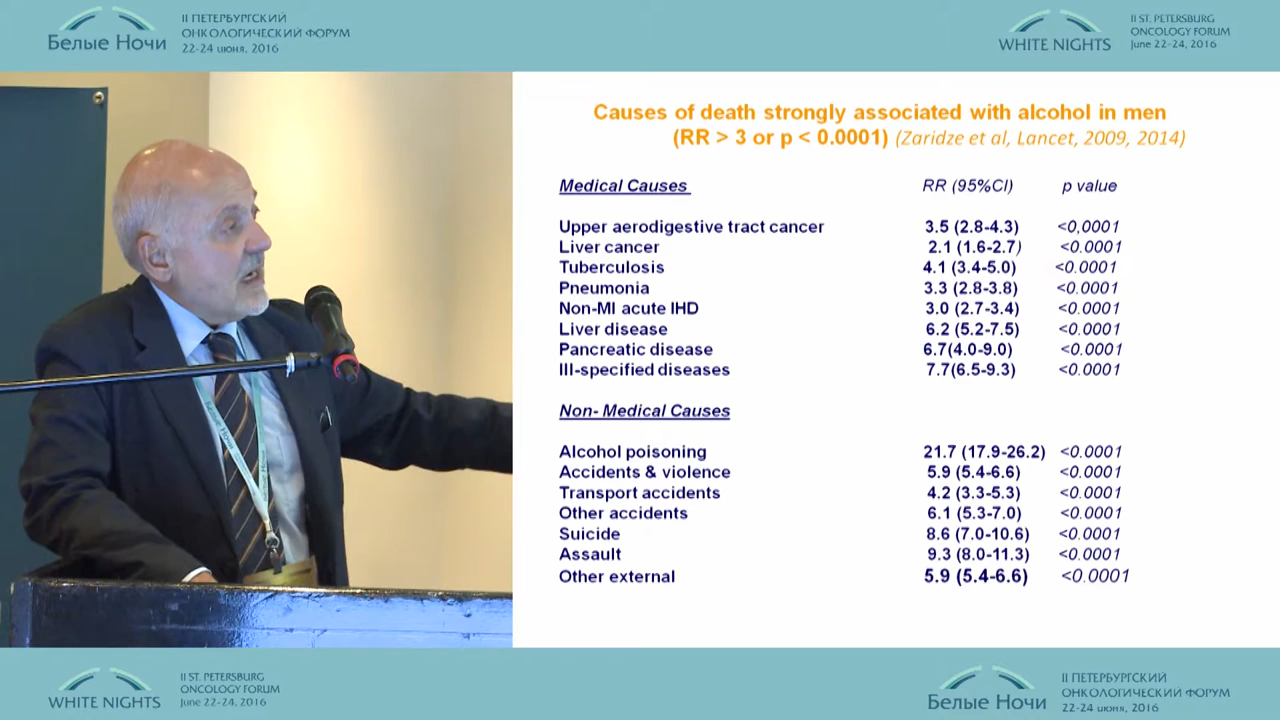 II ПЕТЕРБУРГСКИЙ
ОНКОЛОГИЧЕСКИЙ ФОРУМ
Белые Ночи
22-24 июня, 2016
II ST. PETERSBURG
ONCOLOGY FORUM
WHITE NIGHTS
June 22-24, 2016
Causes of death strongly associated with alcohol in men
(RR > 3 or p < 0.0001) (Zaridze et al, Lancet, 2009, 2014)
Medical Causes RR (95%CI) p value
Upper aerodigestive tract cancer 3.5 (2.8-4.3) <0,0001
Liver cancer 2.1 (1.6-2.7) <0.0001
Tuberculosis 4.1 (3.4-5.0) <0.0001
Pneumonia 3.3 (2.8-3.8) <0.0001
Non-MI acute IHD 3.0 (2.7-3.4) <0.0001
Liver disease 6.2 (5.2-7.5) <0.0001
Pancreatic disease 6.7(4.0-9.0) <0.0001
Ill-specified diseases 7.7(6.5-9.3) <0.0001
Non- Medical Causes
Alcohol poisoning 21.7 (17.9-26.2) <0.0001
Accidents & violence 5.9 (5.4-6.6) <0.0001
Transport accidents 4.2 (3.3-5.3) <0.0001
Other accidents 6.1 (5.3-7.0) <0.0001
Suicide 8.6 (7.0-10.6) <0.0001
Assault 9.3 (8.0-11.3) <0.0001
Other external 5.9 (5.4-6.6) <0.0001
Белые Ночи
II ST. PETERSBURG
ONCOLOGY FORUM
WHITE NIGHTS
June 22-24, 2016
II ПЕТЕРБУРГСКИЙ
ОНКОЛОГИЧЕСКИЙ ФОРУМ
Белые Ночи
22-24 июня, 2016